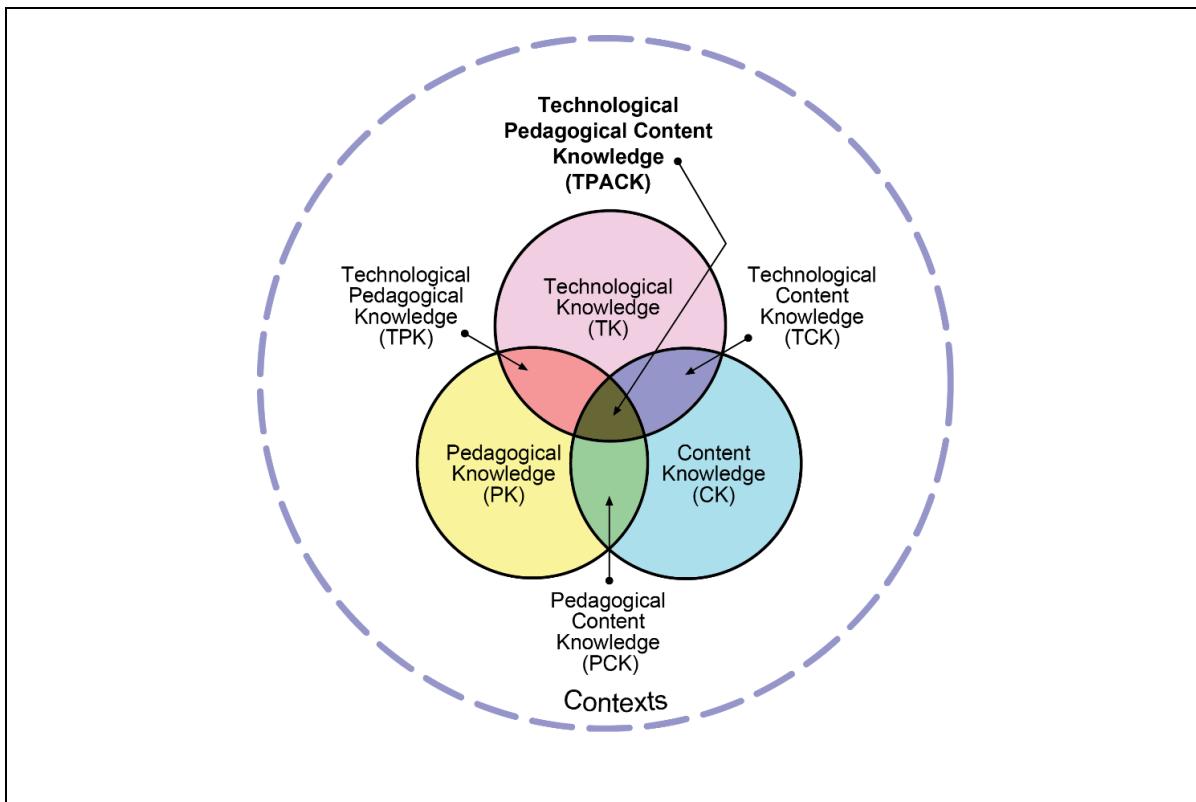 Technological
Pedagogical Content
Knowledge
(TPACK)
Technological
Pedagogical
Knowledge
(TPK)
Technological
Knowledge
(TK)
Technological
Content
Knowledge
(TCK)
Pedagogical
Knowledge
(PK)
Content
Knowledge
(CK)
Pedagogical
Content
Knowledge
(PCK)
Contexts